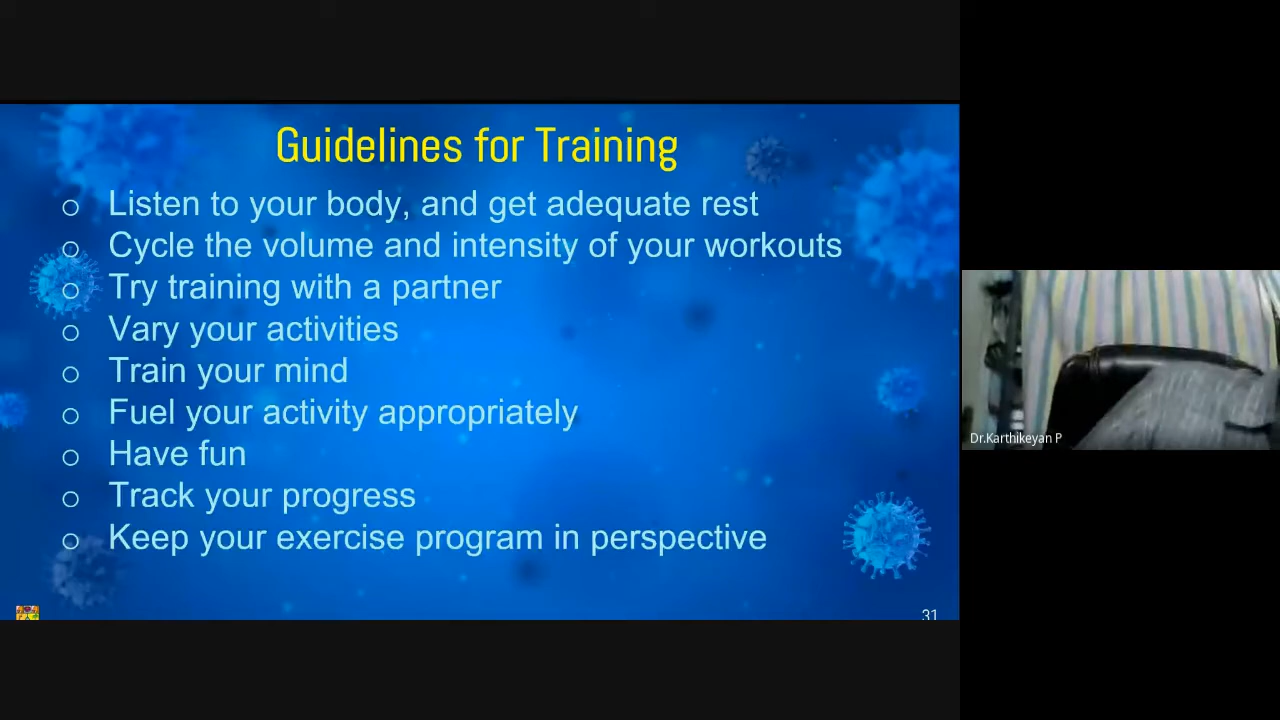 Guidelines for Training
o Listen to your body, and get adequate rest
o Cycle the volume and intensity of your workouts
o Try training with a partner
o Vary your activities
o Train your mind
o Fuel your activity appropriately
o Have fun
o Track your progress
o Keep your exercise program in perspective
31
Dr.Karthikeyan P